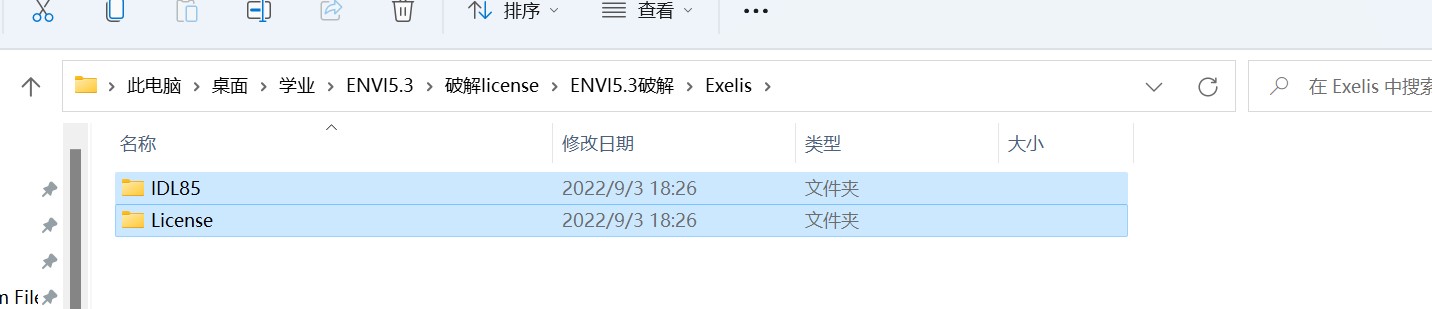 排序 查看
此电脑 桌面 学业 ENVI5.3 破解license ENVI5.3破解 Exelis 在 Exelis 中搜索
名称 修改日期 类型 大小
IDL85 2022/9/3 18:26 文件夹
License 2022/9/3 18:26 文件夹